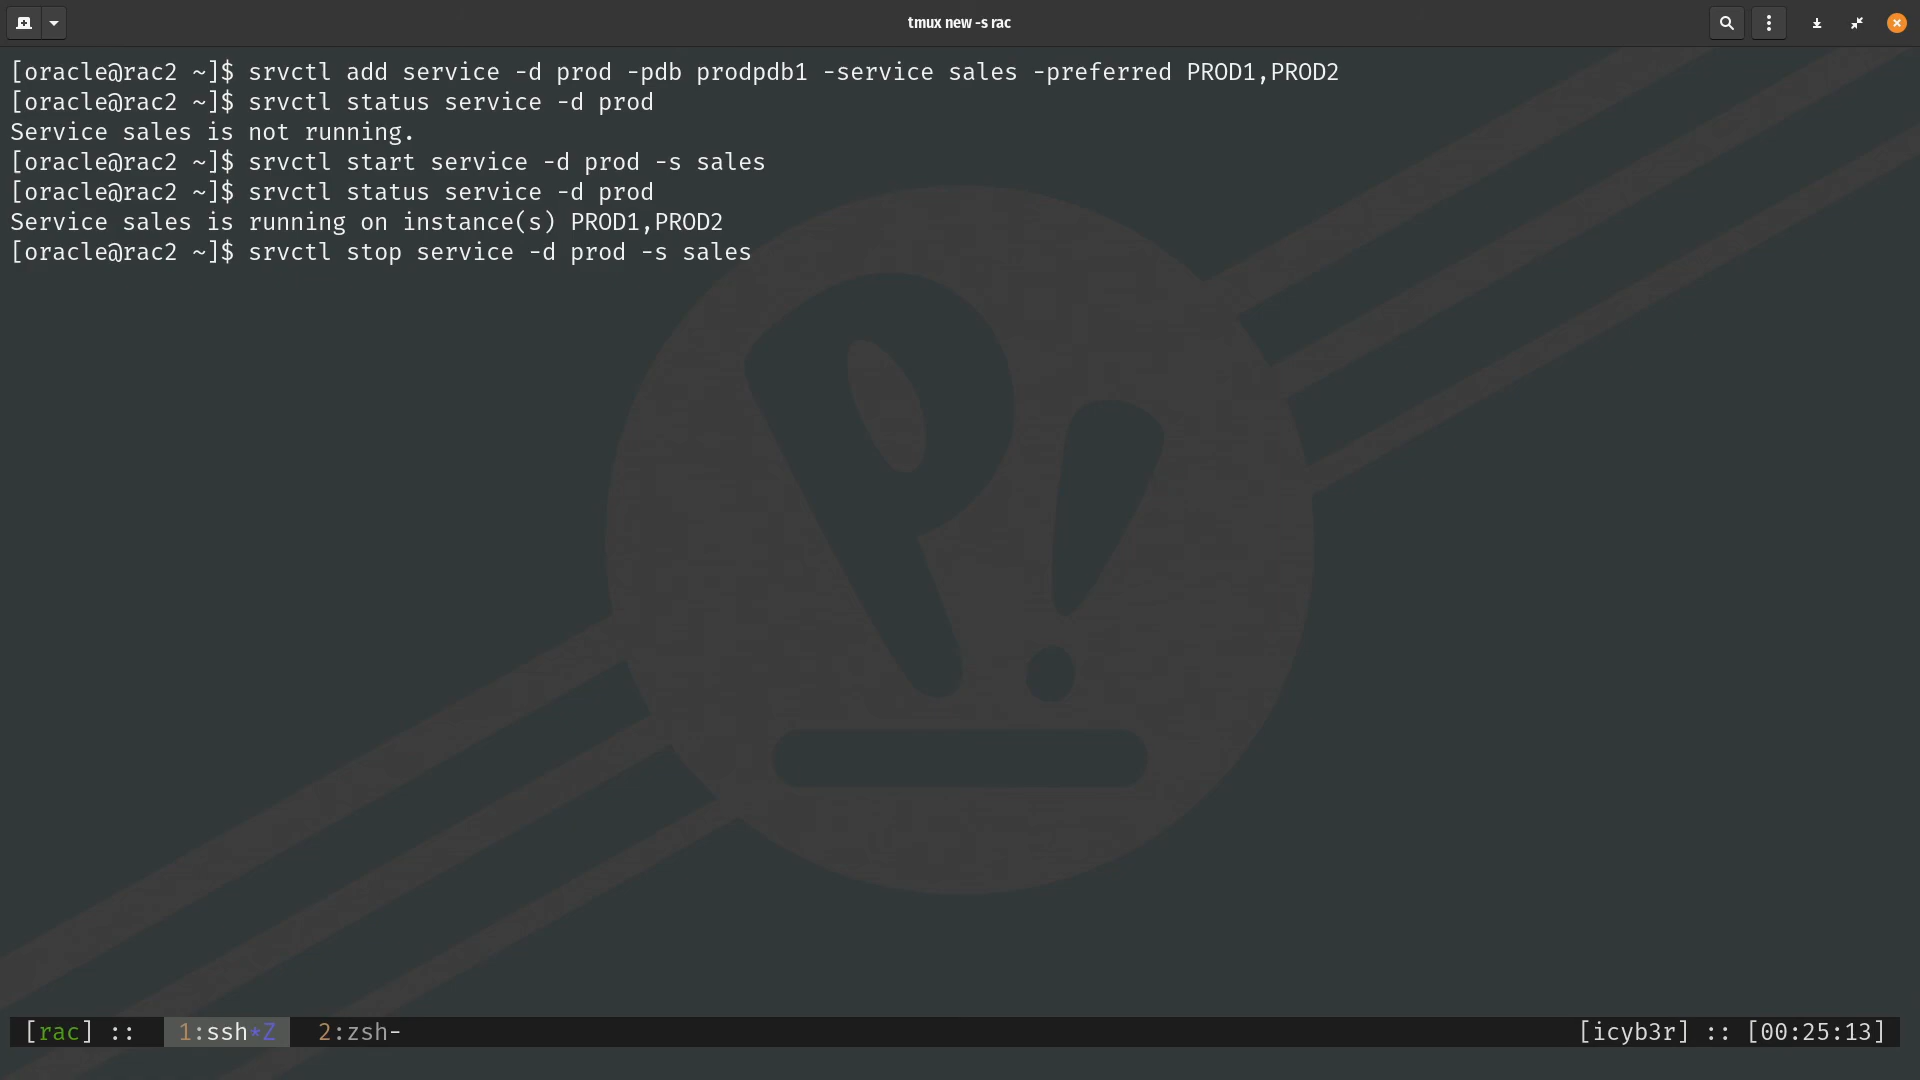 tmux new -s rac
[oracle@rac2 ~]$ srvctl add service -d prod -pdb prodpdb1 -service sales -preferred PROD1,PROD2
[oracle@rac2 ~]$ srvctl status service -d prod
Service sales is not running.
[oracle@rac2 ~]$ srvctl start service -d prod -s sales
[oracle@rac2 ~]$ srvctl status service -d prod
Service sales is running on instance(s) PROD1,PROD2
[oracle@rac2 ~]$ srvctl stop service -d prod -s sales
[rac] :: 1:ssh*Z 2:zsh- [icyb3r] :: [00:25:13]